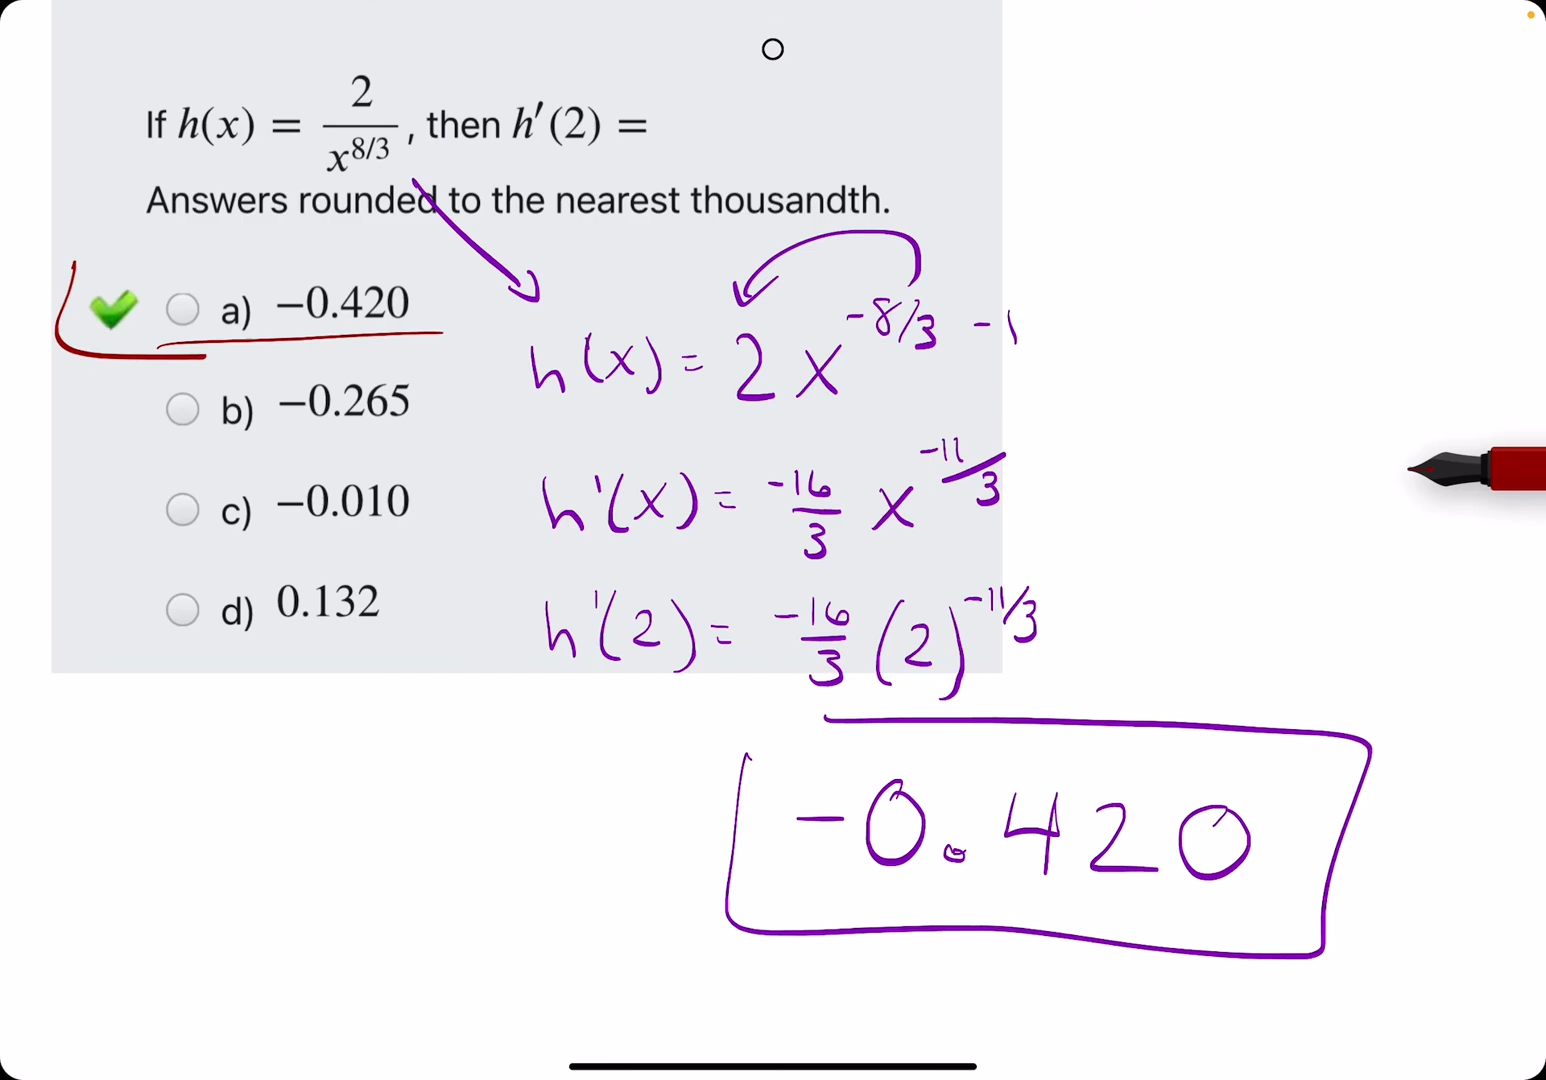 If h(x) = 2/x^{8/3}, then h′(2) =
Answers rounded to the nearest thousandth.
a) −0.420
b) −0.265
c) −0.010
d) 0.132
h(x) = 2x^{-8/3 - 1}
h'(x) = -16/3 x^{-11/3}
h'(2) = -16/3 (2)^{-11/3}
-0.420